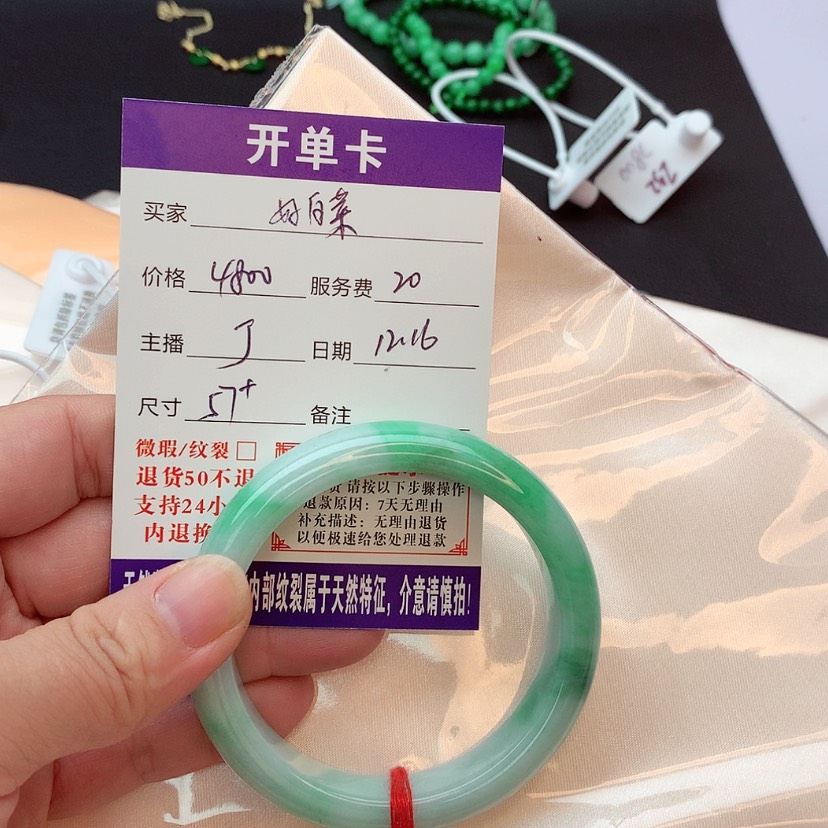 开单卡
买家 好白菜
价格 4800 服务费 20
主播 丁 日期 12.16
尺寸 57+ 备注
微瑕/纹裂
退货50不退
支持24小
内退换
请按以下步骤操作
退款原因：7天无理由
补充描述：无理由退货
以便极速给您处理退款
内部纹裂属于天然特征，介意请慎拍！